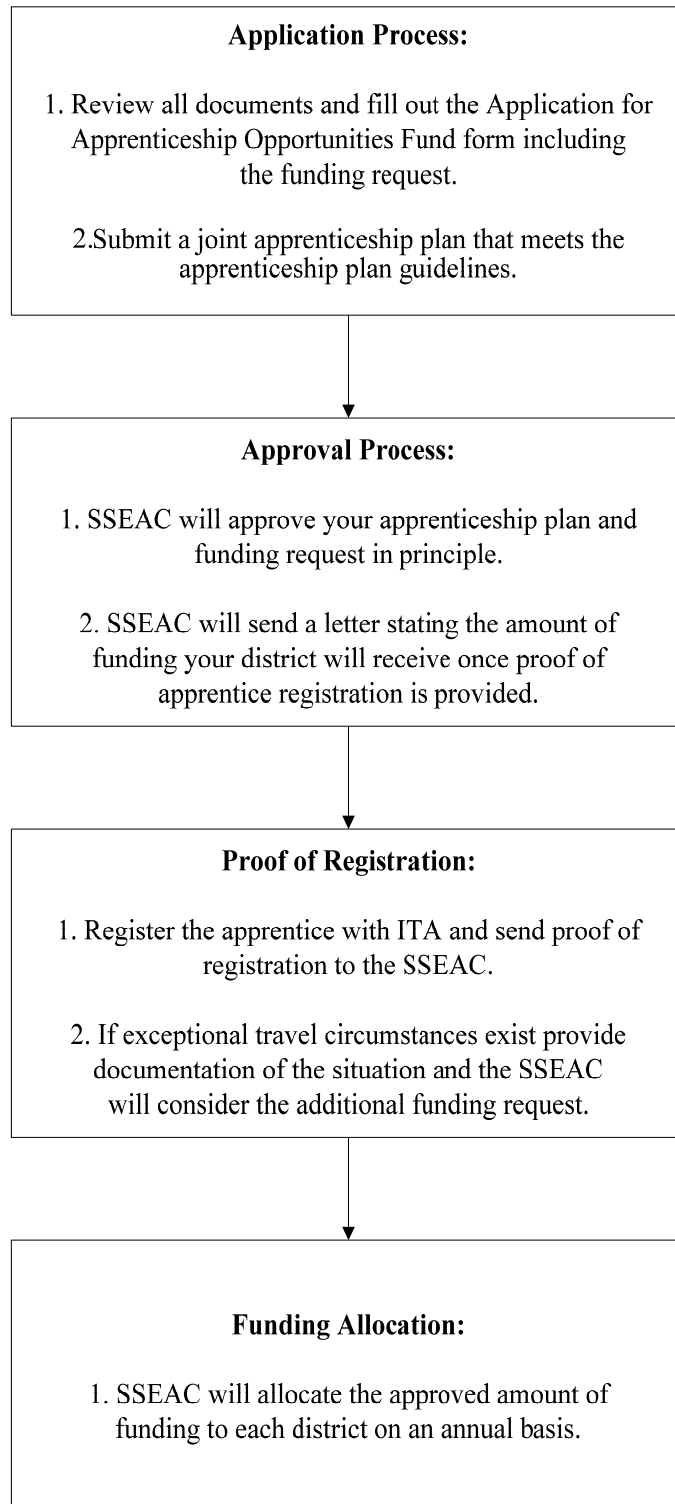 Application Process:
1. Review all documents and fill out the Application for
Apprenticeship Opportunities Fund form including
the funding request.
2.Submit a joint apprenticeship plan that meets the
apprenticeship plan guidelines.
Approval Process:
1. SSEAC will approve your apprenticeship plan and
funding request in principle.
2. SSEAC will send a letter stating the amount of
funding your district will receive once proof of
apprentice registration is provided.
Proof of Registration:
1. Register the apprentice with ITA and send proof of
registration to the SSEAC.
2. If exceptional travel circumstances exist provide
documentation of the situation and the SSEAC
will consider the additional funding request.
Funding Allocation:
1. SSEAC will allocate the approved amount of
funding to each district on an annual basis.